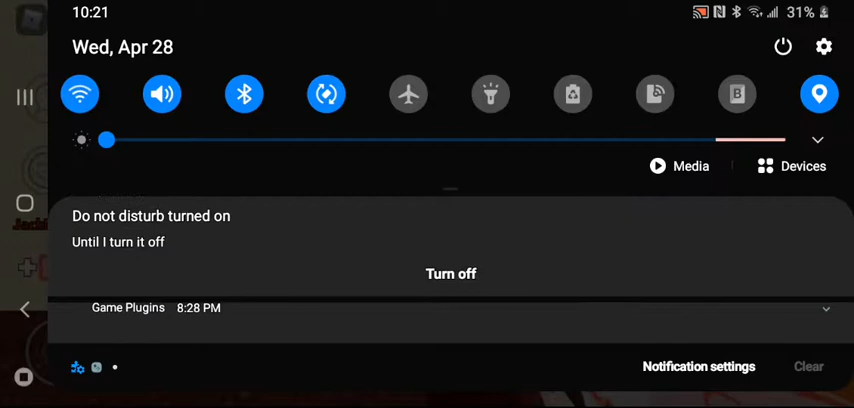 10:21
31%
Wed, Apr 28
Media
Devices
Do not disturb turned on
Until I turn it off
Turn off
Game Plugins 8:28 PM
Notification settings
Clear